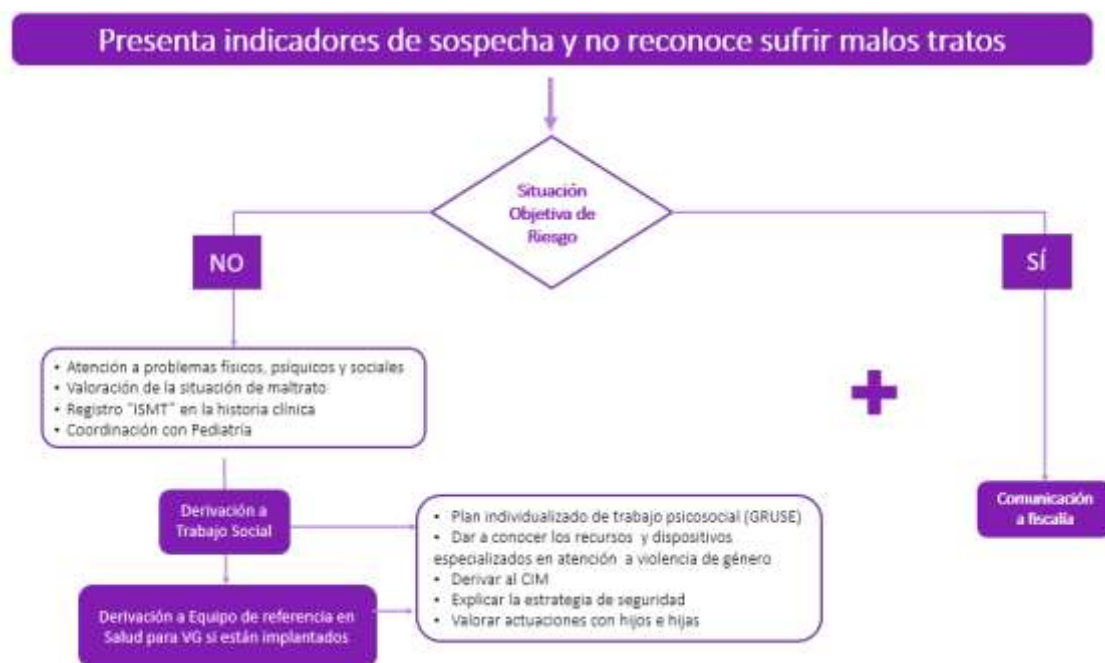 Presenta indicadores de sospecha y no reconoce sufrir malos tratos
Situación
Objetiva de
Riesgo
NO
SÍ
• Atención a problemas físicos, psíquicos y sociales
• Valoración de la situación de maltrato
• Registro "ISMT" en la historia clínica
• Coordinación con Pediatría
Derivación a
Trabajo Social
• Plan individualizado de trabajo psicosocial (GRUSE)
• Dar a conocer los recursos y dispositivos
especializados en atención a violencia de género
• Derivar al CIM
• Explicar la estrategia de seguridad
• Valorar actuaciones con hijos e hijas
Derivación a Equipo de referencia en
Salud para VG si están implantados
Comunicación
a fiscalía